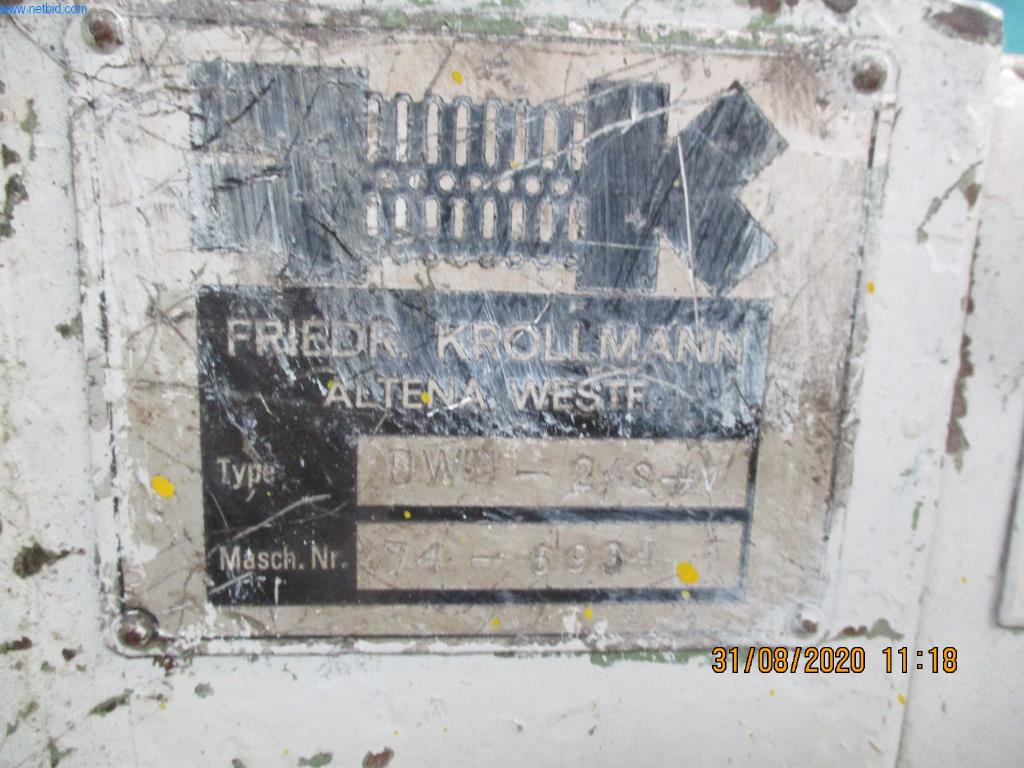 www.netbid.com
FRIEDR. KROLLMANN
ALTENA. WESTF.
Type
Masch. Nr.
31/08/2020 11:18